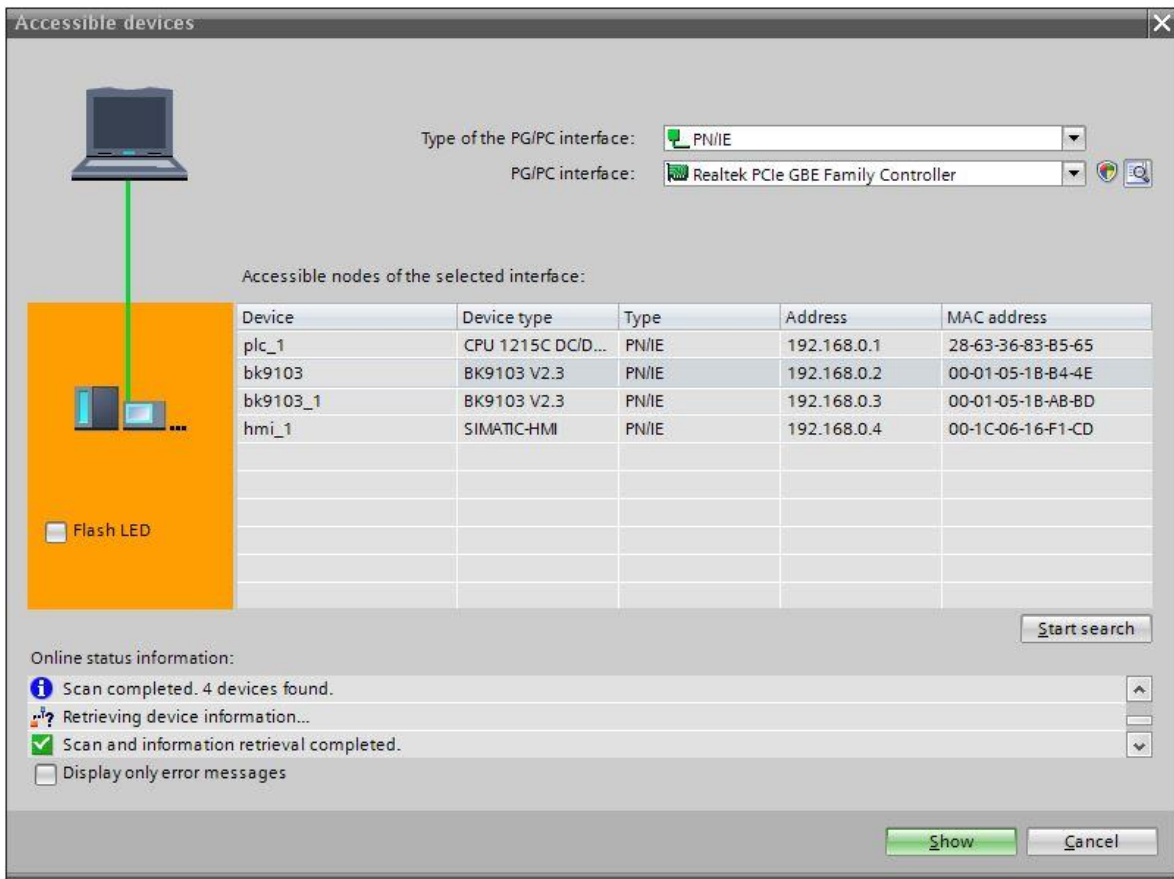 Accessible devices
Type of the PG/PC interface: PN/IE
PG/PC interface: Realtek PCIe GBE Family Controller
Accessible nodes of the selected interface:
Device Device type Type Address MAC address
plc_1 CPU 1215C DC/D... PN/IE 192.168.0.1 28-63-36-83-B5-65
bk9103 BK9103 V2.3 PN/IE 192.168.0.2 00-01-05-1B-B4-4E
bk9103_1 BK9103 V2.3 PN/IE 192.168.0.3 00-01-05-1B-AB-BD
hmi_1 SIMATIC-HMI PN/IE 192.168.0.4 00-1C-06-16-F1-CD
Flash LED
Start search
Online status information:
Scan completed. 4 devices found.
Retrieving device information...
Scan and information retrieval completed.
Display only error messages
Show Cancel